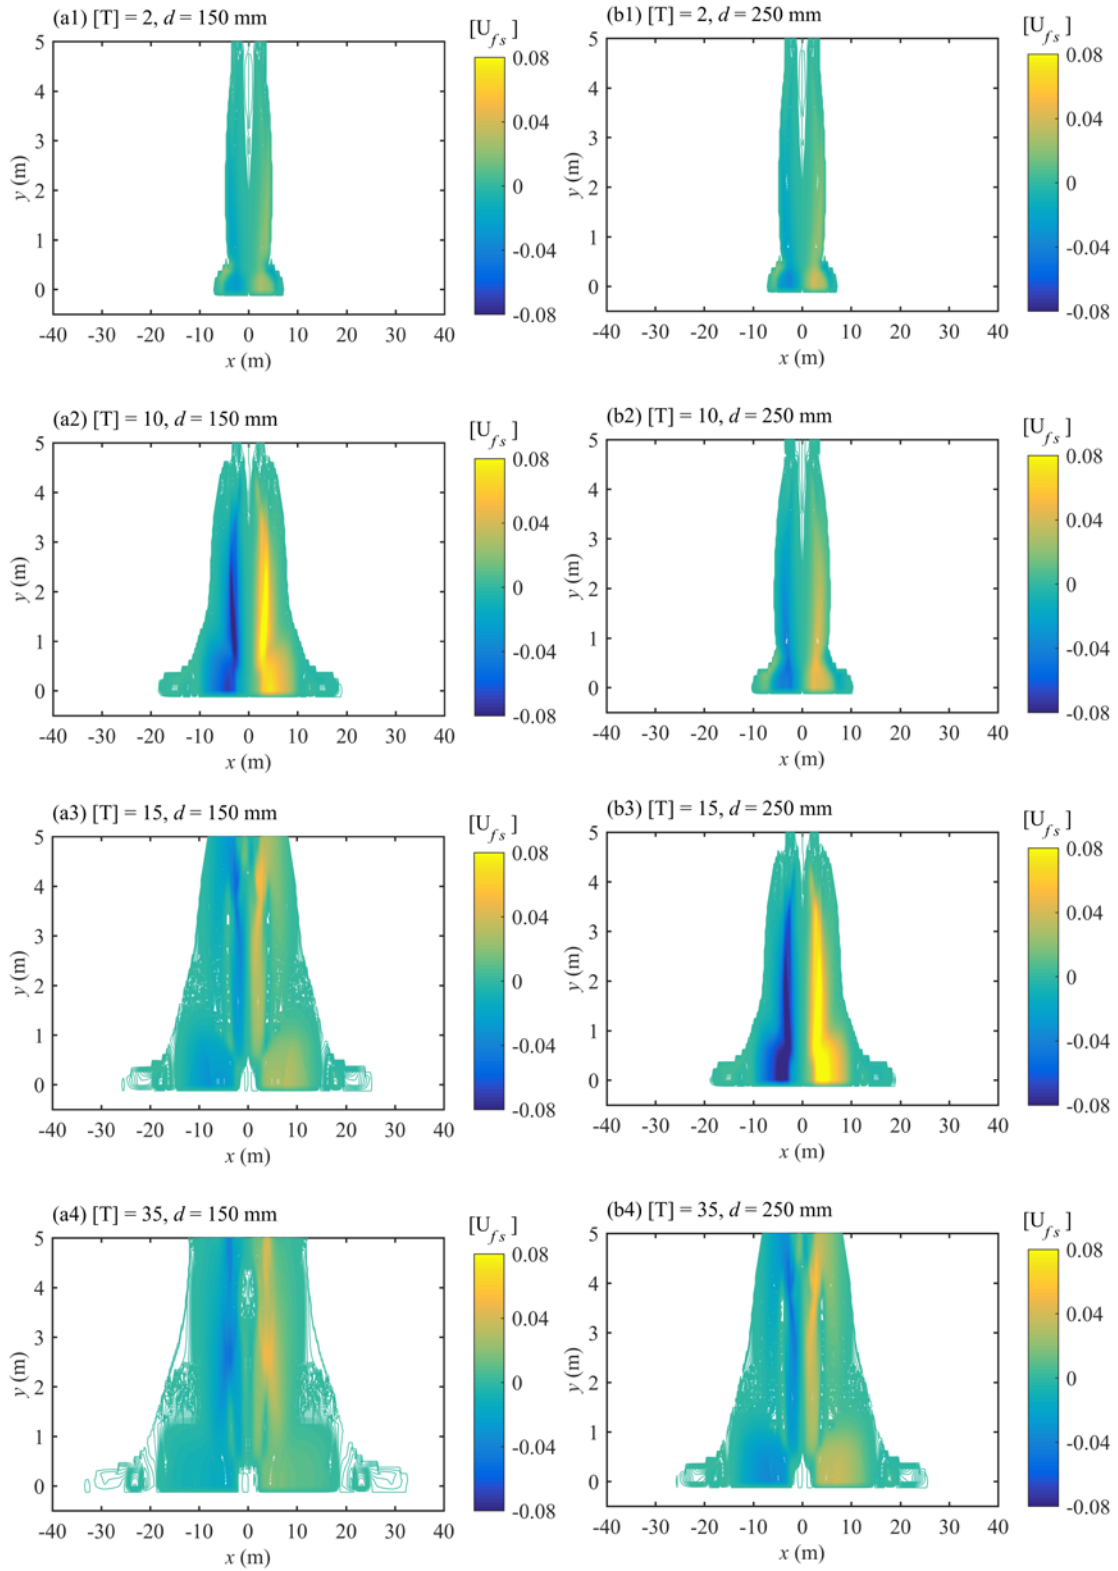 (a1) [T] = 2, d = 150 mm
[U_fs]
5
4
3
2
1
0
y (m)
-40 -30 -20 -10 0 10 20 30 40
x (m)
0.08
0.04
0
-0.04
-0.08
(b1) [T] = 2, d = 250 mm
[U_fs]
5
4
3
2
1
0
y (m)
-40 -30 -20 -10 0 10 20 30 40
x (m)
0.08
0.04
0
-0.04
-0.08
(a2) [T] = 10, d = 150 mm
[U_fs]
5
4
3
2
1
0
y (m)
-40 -30 -20 -10 0 10 20 30 40
x (m)
0.08
0.04
0
-0.04
-0.08
(b2) [T] = 10, d = 250 mm
[U_fs]
5
4
3
2
1
0
y (m)
-40 -30 -20 -10 0 10 20 30 40
x (m)
0.08
0.04
0
-0.04
-0.08
(a3) [T] = 15, d = 150 mm
[U_fs]
5
4
3
2
1
0
y (m)
-40 -30 -20 -10 0 10 20 30 40
x (m)
0.08
0.04
0
-0.04
-0.08
(b3) [T] = 15, d = 250 mm
[U_fs]
5
4
3
2
1
0
y (m)
-40 -30 -20 -10 0 10 20 30 40
x (m)
0.08
0.04
0
-0.04
-0.08
(a4) [T] = 35, d = 150 mm
[U_fs]
5
4
3
2
1
0
y (m)
-40 -30 -20 -10 0 10 20 30 40
x (m)
0.08
0.04
0
-0.04
-0.08
(b4) [T] = 35, d = 250 mm
[U_fs]
5
4
3
2
1
0
y (m)
-40 -30 -20 -10 0 10 20 30 40
x (m)
0.08
0.04
0
-0.04
-0.08